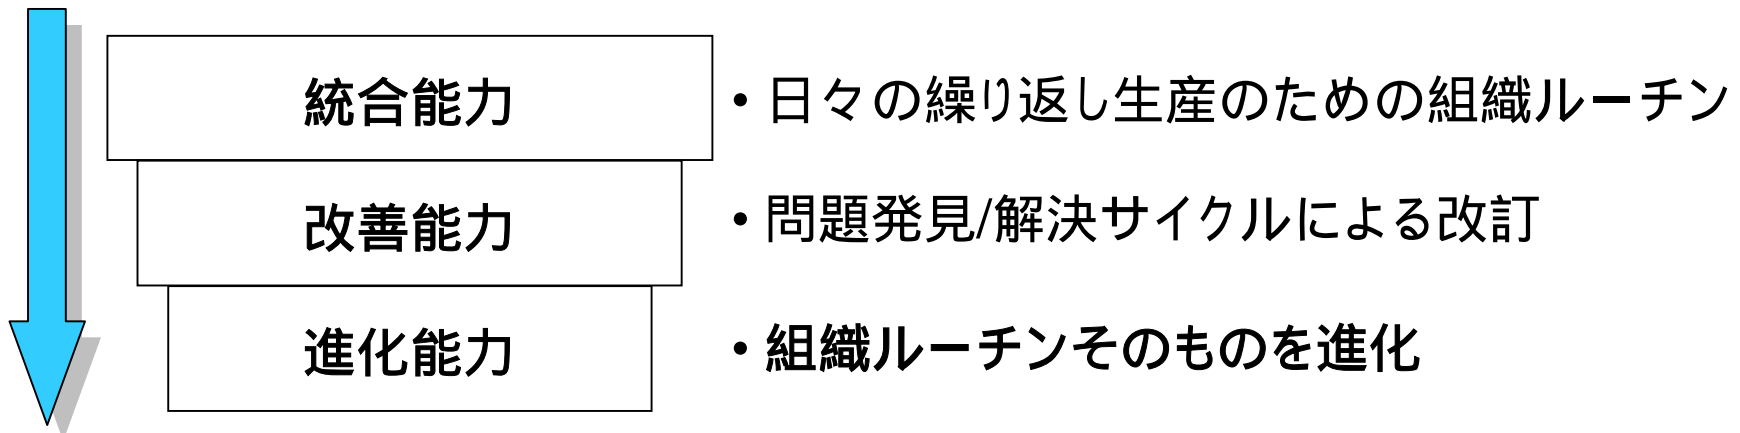 統合能力
・日々の繰り返し生産のための組織ルーチン
改善能力
・問題発見/解決サイクルによる改訂
進化能力
・組織ルーチンそのものを進化